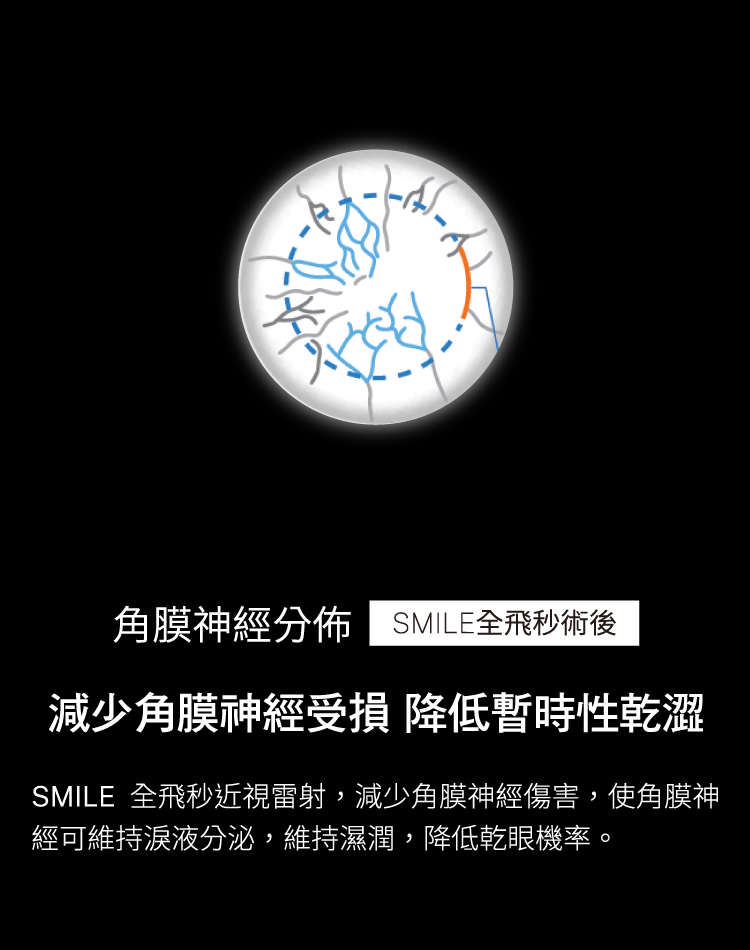 角膜神經分佈 SMILE全飛秒術後
減少角膜神經受損 降低暫時性乾澀
SMILE 全飛秒近視雷射，減少角膜神經傷害，使角膜神
經可維持淚液分泌，維持濕潤，降低乾眼機率。